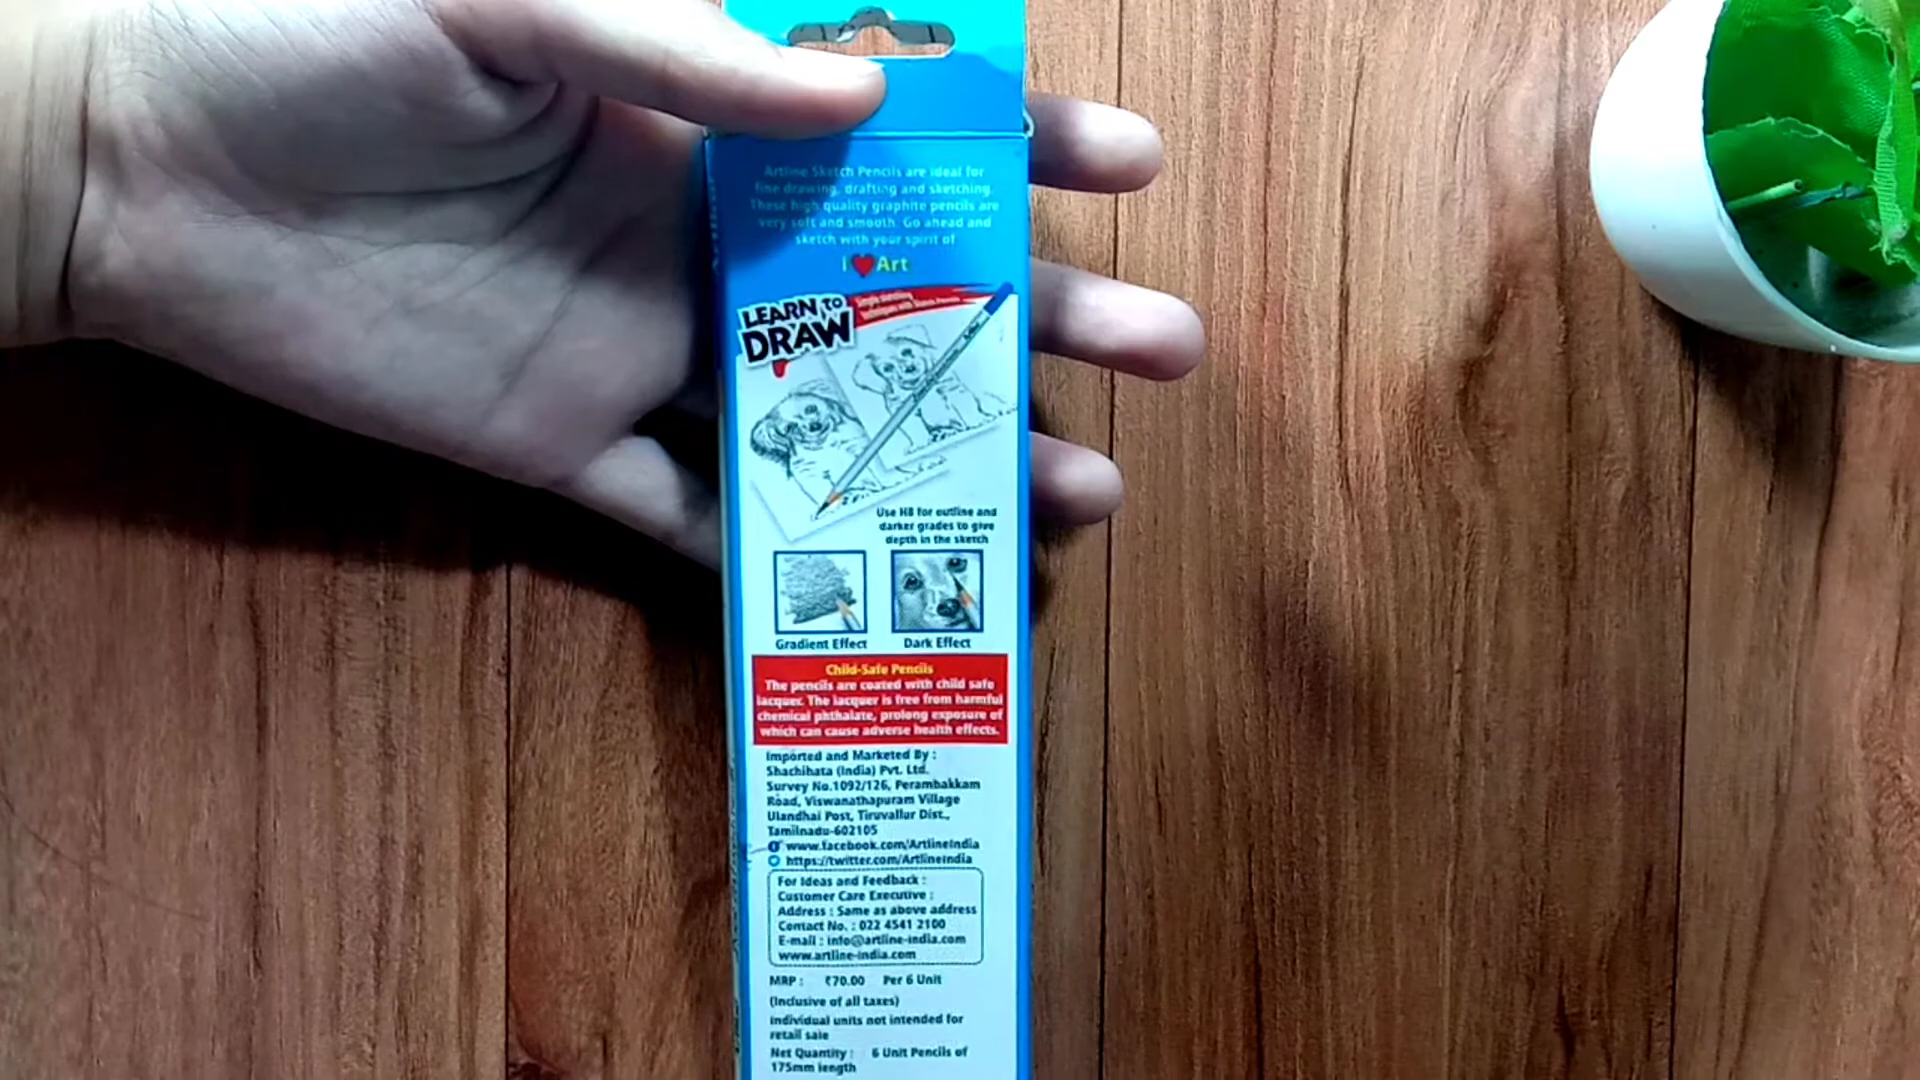 Artline Sketch Pencils are ideal for
fine drawing, drafting and sketching.
These high quality graphite pencils are
very soft and smooth. Go ahead and
sketch with your spirit of
I ❤ Art
LEARN TO
DRAW
Simple sketching
techniques with Sketch Pencils
Use HB for outline and
darker grades to give
depth in the sketch
Gradient Effect
Dark Effect
Child-Safe Pencils
The pencils are coated with child safe
lacquer. The lacquer is free from harmful
chemical phthalate, prolong exposure of
which can cause adverse health effects.
Imported and Marketed By :
Shachihata (India) Pvt. Ltd.
Survey No.1092/126, Perambakkam
Road, Viswanathapuram Village
Ulandhai Post, Tiruvallur Dist.,
Tamilnadu-602105
www.facebook.com/ArtlineIndia
https://twitter.com/ArtlineIndia
For Ideas and Feedback :
Customer Care Executive :
Address : Same as above address
Contact No. : 022 4541 2100
E-mail : info@artline-india.com
www.artline-india.com
MRP : ₹70.00 Per 6 Unit
(Inclusive of all taxes)
Individual units not intended for
retail sale
Net Quantity : 6 Unit Pencils of
175mm length